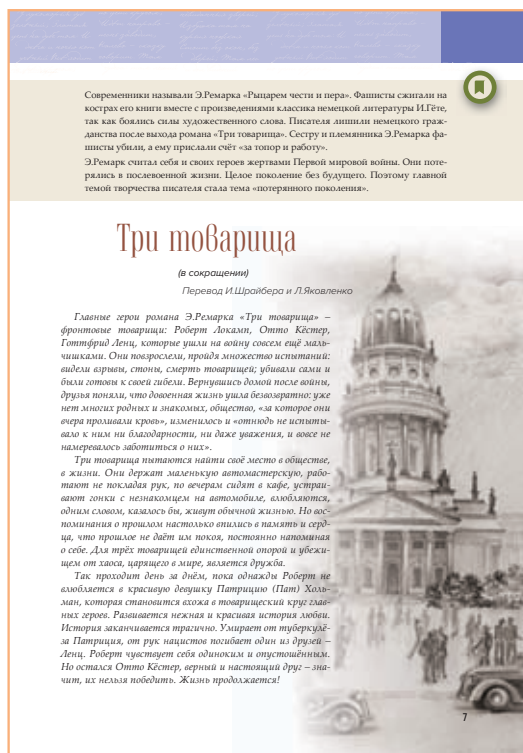 Современники называли Э.Ремарка «Рыцарем чести и пера». Фашисты сжигали на
кострах его книги вместе с произведениями классика немецкой литературы И.Гёте,
так как боялись силы художественного слова. Писателя лишили немецкого граж-
данства после выхода романа «Три товарища». Сестру и племянника Э.Ремарка фа-
шисты убили, а ему прислали счёт «за топор и работу».
Э.Ремарк считал себя и своих героев жертвами Первой мировой войны. Они поте-
рялись в послевоенной жизни. Целое поколение без будущего. Поэтому главной
темой творчества писателя стала тема «потерянного поколения».
Три товарища
(в сокращении)
Перевод И.Шрайбера и Л.Яковленко
Главные герои романа Э.Ремарка «Три товарища» –
фронтовые товарищи: Роберт Локамп, Отто Кёстер,
Готтфрид Ленц, которые ушли на войну совсем ещё маль-
чишками. Они повзрослели, пройдя множество испытаний:
видели взрывы, стоны, смерть товарищей; убивали сами и
были готовы к своей гибели. Вернувшись домой после войны,
друзья поняли, что довоенная жизнь ушла безвозвратно: уже
нет многих родных и знакомых, общество, «за которое они
вчера проливали кровь», изменилось и «отнюдь не испыты-
вало к ним ни благодарности, ни даже уважения, и вовсе не
намеревалось заботиться о них».
Три товарища пытаются найти своё место в обществе,
в жизни. Они держат маленькую автомастерскую, рабо-
тают не покладая рук, по вечерам сидят в кафе, устраи-
вают гонки с незнакомцем на автомобиле, влюбляются,
одним словом, казалось бы, живут обычной жизнью. Но вос-
поминания о прошлом настолько впились в память и серд-
ца, что прошлое не даёт им покоя, постоянно напоминая
о себе. Для трёх товарищей единственной опорой и убежи-
щем от хаоса, царящего в мире, является дружба.
Так проходит день за днём, пока однажды Роберт не
влюбляется в красивую девушку Патрицию (Пат) Холь-
ман, которая становится вхожа в товарищеский круг глав-
ных героев. Развивается нежная и красивая история любви.
История заканчивается трагично. Умирает от туберкулё-
за Патриция, от рук нацистов погибает один из друзей –
Ленц. Роберт чувствует себя одиноким и опустошённым.
Но остался Отто Кёстер, верный и настоящий друг – зна-
чит, их нельзя победить. Жизнь продолжается!
7